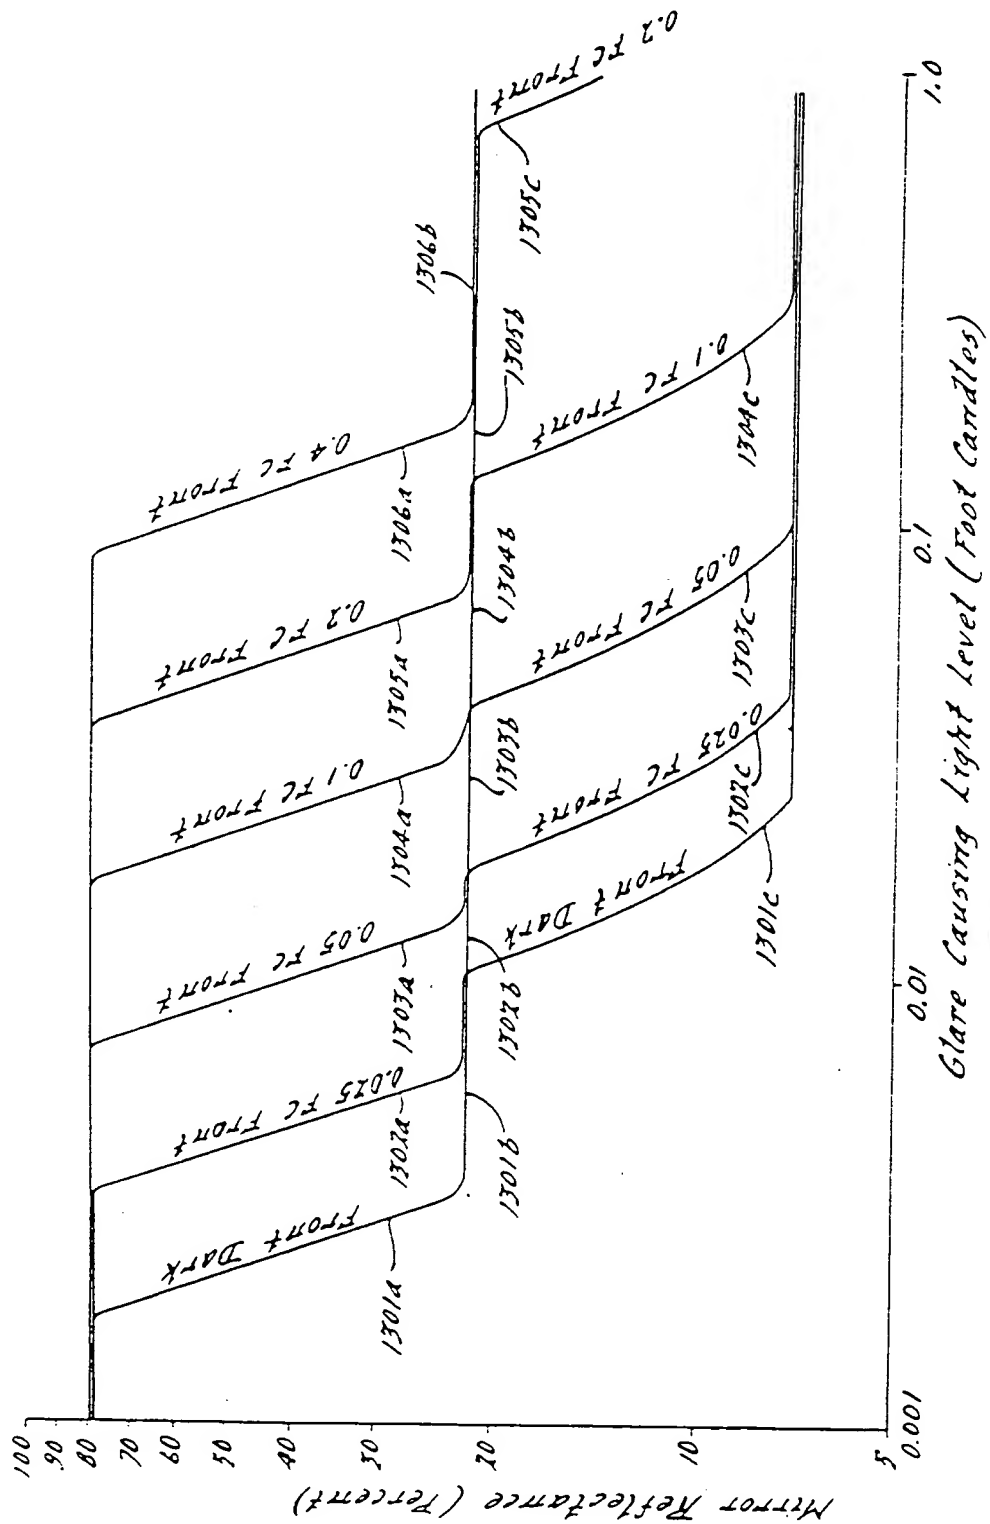 Mirror Reflectance (Percent)
100
90
80
70
60
50
40
30
20
10
5
0.001
0.01
0.1
1.0
Glare Causing Light Level (Foot Candles)
Front Dark
0.025 FC Front
0.05 FC Front
0.1 FC Front
0.2 FC Front
0.4 FC Front
1301a
1302a
1303a
1304a
1305a
1306a
1301b
1302b
1303b
1304b
1305b
1306b
Front Dark
0.025 FC Front
0.05 FC Front
0.1 FC Front
0.2 FC Front
1301c
1302c
1303c
1304c
1305c